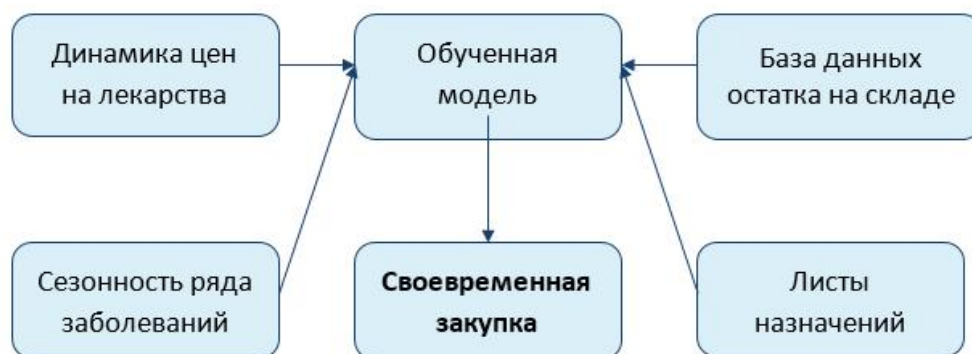 Динамика цен
на лекарства
Обученная
модель
База данных
остатка на складе
Сезонность ряда
заболеваний
Своевременная
закупка
Листы
назначений